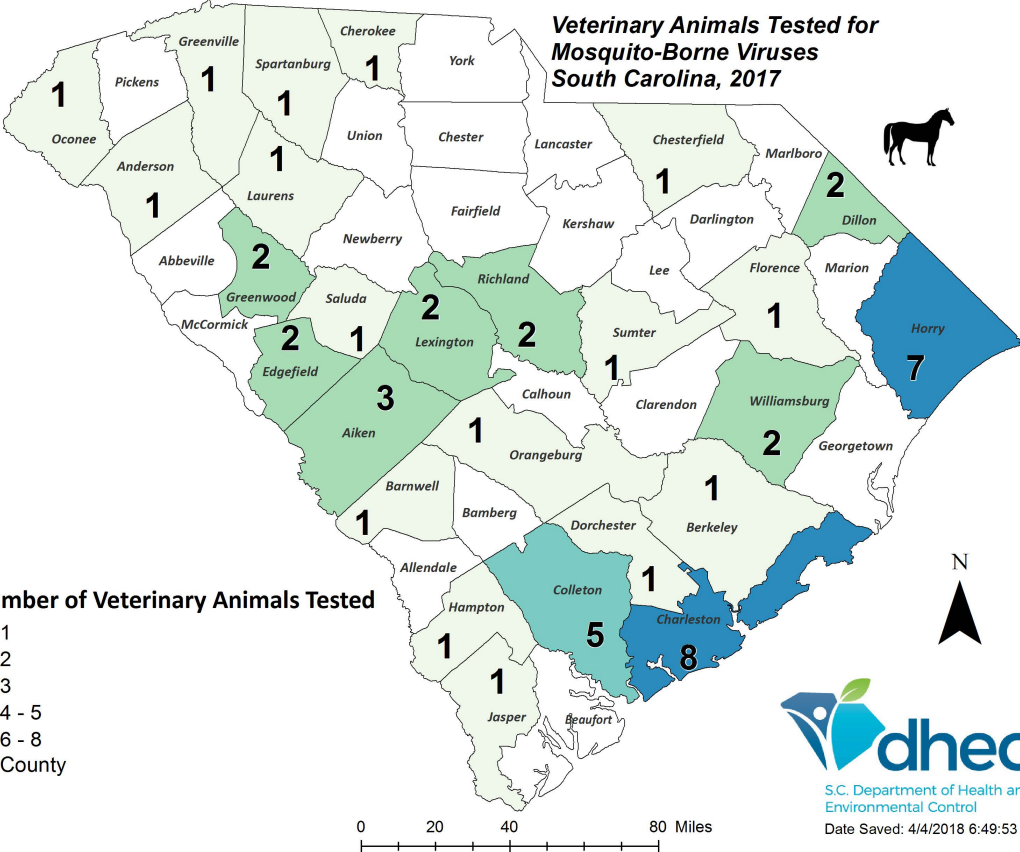 Veterinary Animals Tested for
Mosquito-Borne Viruses
South Carolina, 2017
Cherokee
1
Greenville
1
Spartanburg
1
York
Pickens
1
Oconee
Union
Chester
Lancaster
Chesterfield
1
Marlboro
Anderson
1
1
Laurens
2
Dillon
Fairfield
Kershaw
Darlington
Newberry
Abbeville
2
Greenwood
Richland
2
Lee
Florence
1
Marion
Saluda
1
2
Lexington
McCormick
2
Edgefield
Sumter
1
Horry
7
3
Aiken
Calhoun
Clarendon
Williamsburg
2
Georgetown
1
Orangeburg
Barnwell
1
Bamberg
1
Berkeley
Dorchester
1
Allendale
Colleton
5
Charleston
8
Hampton
1
1
Jasper
Beaufort
N
mber of Veterinary Animals Tested
1
2
3
4 - 5
6 - 8
County
0 20 40 80 Miles
dhec
S.C. Department of Health an
Environmental Control
Date Saved: 4/4/2018 6:49:53